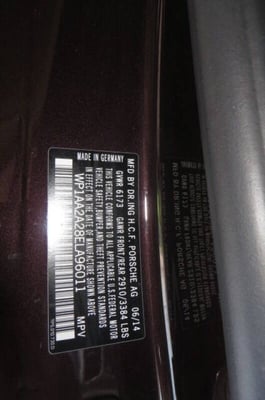 MFD BY DR.ING H.C.F. PORSCHE AG 06/14
GVWR 6173 GAWR FRONT/REAR 2910/3384 LBS
THIS VEHICLE CONFORMS TO ALL APPLICABLE U.S.FEDERAL MOTOR
VEHICLE SAFETY BUMPER AND THEFT PREVENTION STANDARDS
IN EFFECT ON THE DATE OF MANUFACTURE SHOWN ABOVE
WP1AA2A28ELA96011 MPV
MADE IN GERMANY